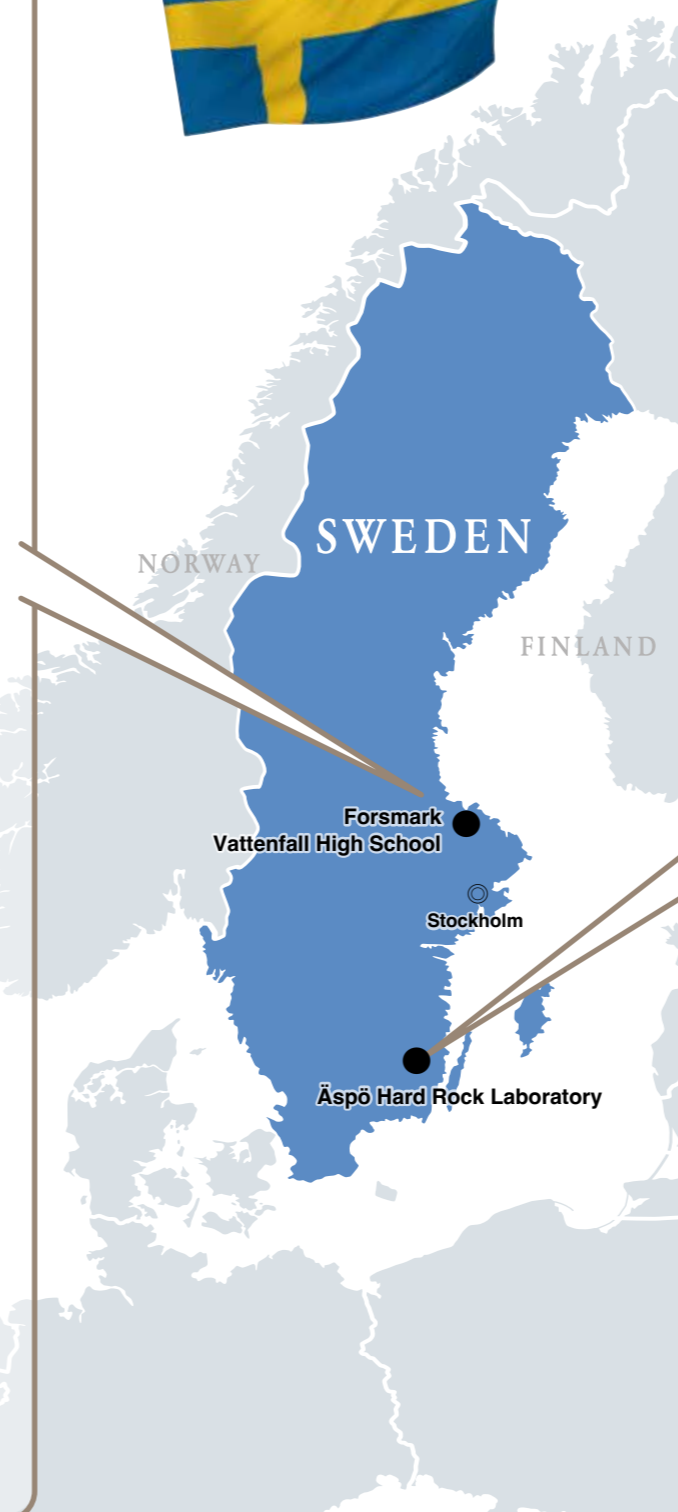 SWEDEN
NORWAY
FINLAND
Forsmark
Vattenfall High School
Stockholm
Äspö Hard Rock Laboratory